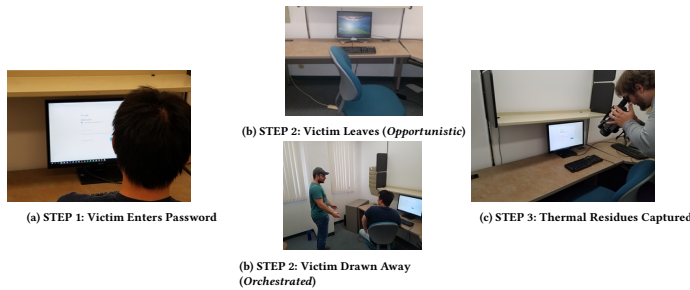 (a) STEP 1: Victim Enters Password
(b) STEP 2: Victim Leaves (Opportunistic)
(b) STEP 2: Victim Drawn Away
(Orchestrated)
(c) STEP 3: Thermal Residues Captured